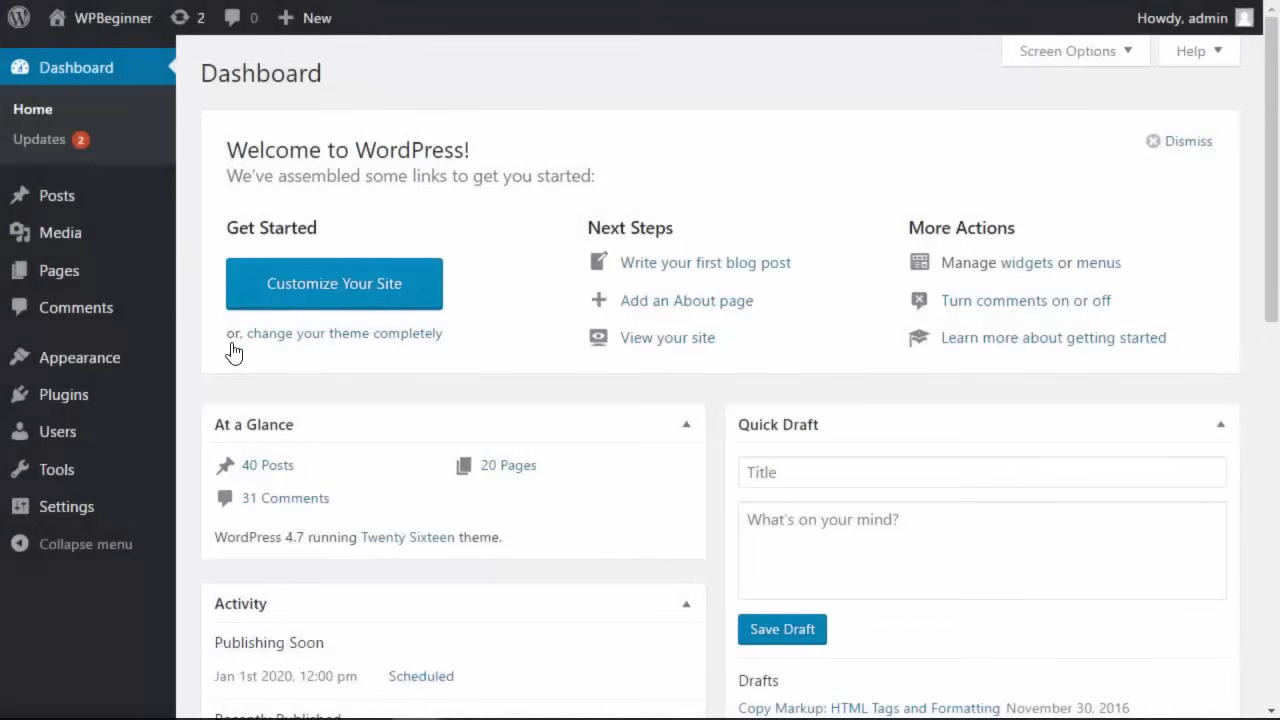 WPBeginner 2 0 New Howdy, admin
Screen Options Help
Dashboard
Home
Updates 2
Posts
Media
Pages
Comments
Appearance
Plugins
Users
Tools
Settings
Collapse menu
Dashboard
Welcome to WordPress!
We've assembled some links to get you started:
Dismiss
Get Started
Customize Your Site
or, change your theme completely
Next Steps
Write your first blog post
Add an About page
View your site
More Actions
Manage widgets or menus
Turn comments on or off
Learn more about getting started
At a Glance
40 Posts 20 Pages
31 Comments
WordPress 4.7 running Twenty Sixteen theme.
Activity
Publishing Soon
Jan 1st 2020, 12:00 pm Scheduled
Recently Published
Quick Draft
Title
What's on your mind?
Save Draft
Drafts
Copy Markup: HTML Tags and Formatting November 30, 2016